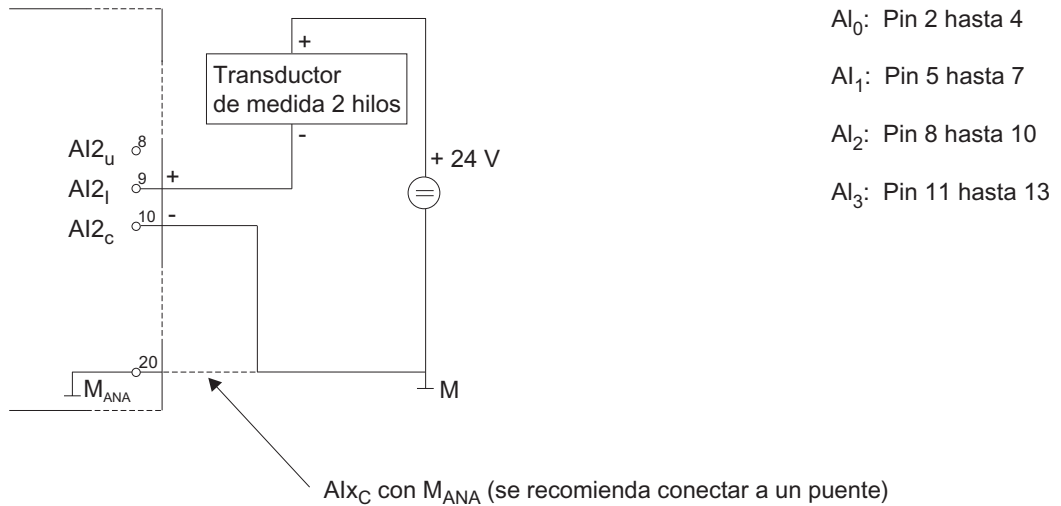 AI0: Pin 2 hasta 4
+
Transductor
de medida 2 hilos
AI1: Pin 5 hasta 7
-
AI2u 8
AI2 : Pin 8 hasta 10
+ 24 V
AI2I 9 +
AI3: Pin 11 hasta 13
AI2c 10 -
20
MANA
M
AIxC con MANA (se recomienda conectar a un puente)